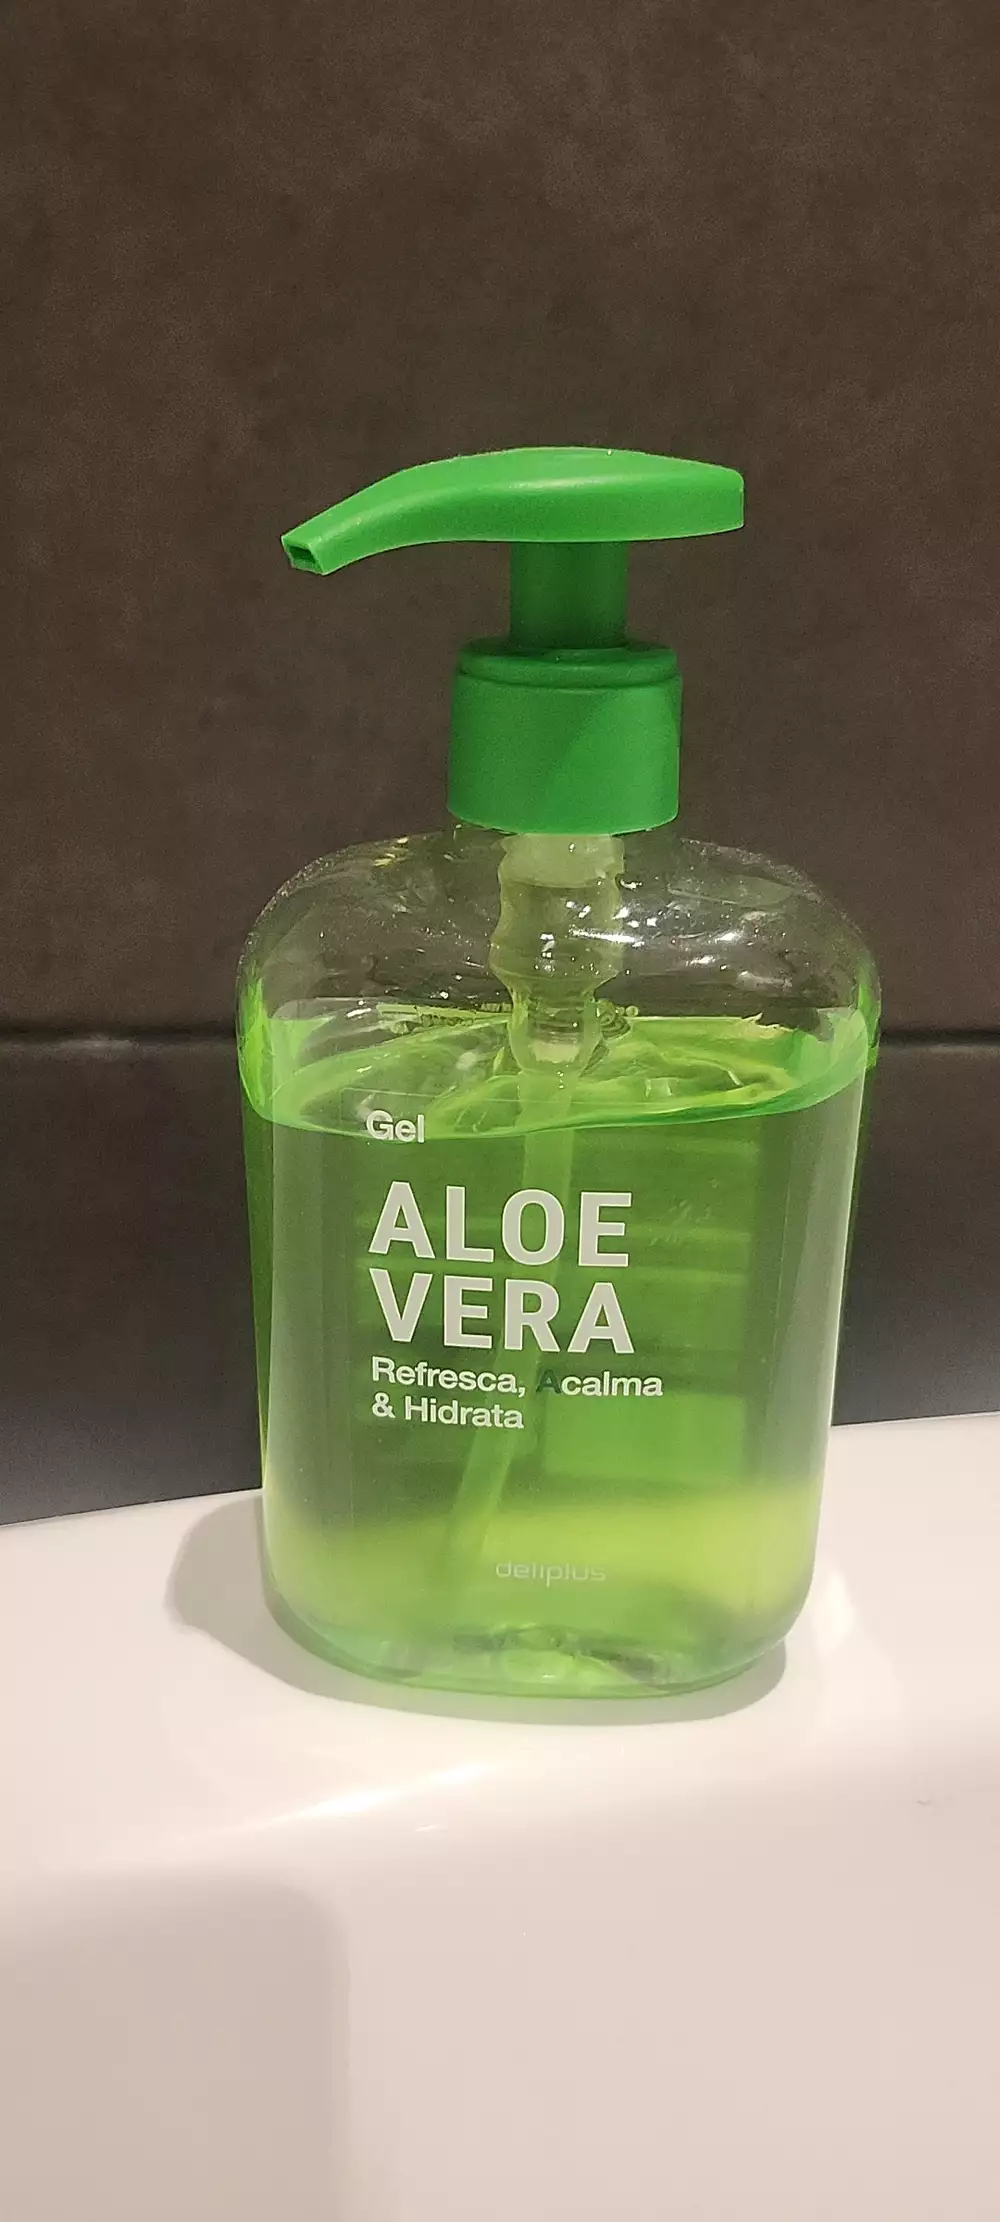 Gel
ALOE
VERA
Refresca, Acalma
& Hidrata
deliplus